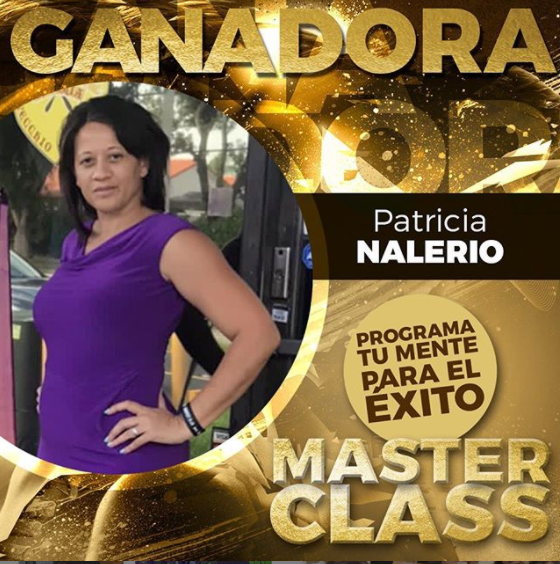 GANADORA
Patricia
NALERIO
PROGRAMA
TU MENTE
PARA EL
ÉXITO
MASTER
CLASS